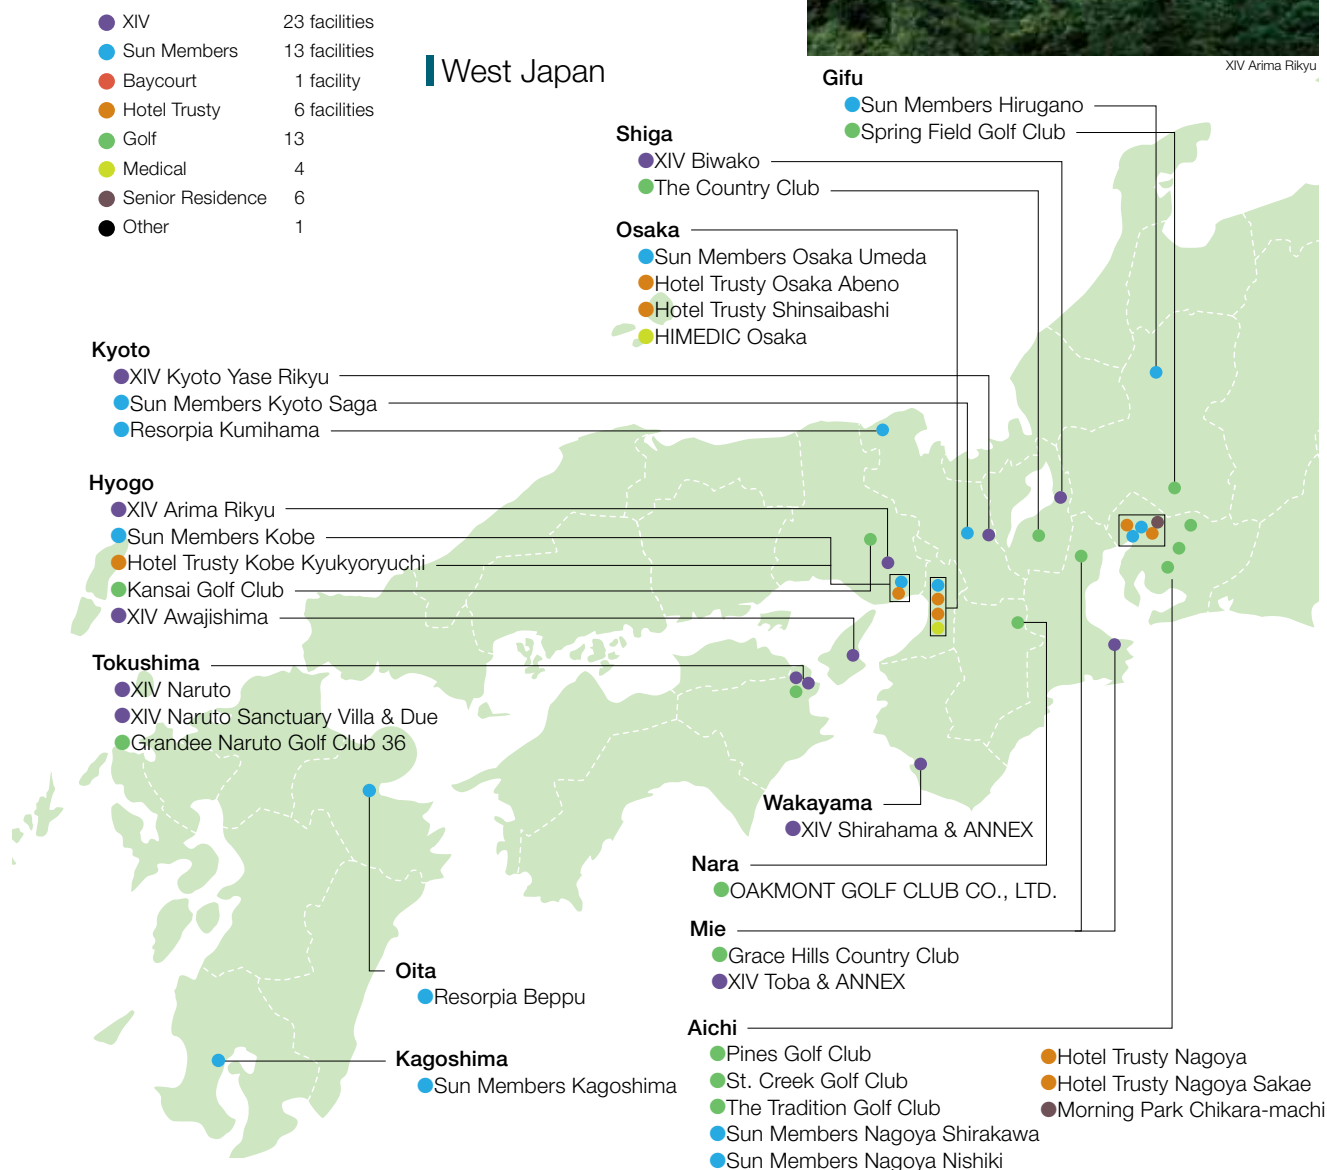 XIV 23 facilities
Sun Members 13 facilities
Baycourt 1 facility
Hotel Trusty 6 facilities
Golf 13
Medical 4
Senior Residence 6
Other 1
West Japan
XIV Arima Rikyu
Gifu
Sun Members Hirugano
Spring Field Golf Club
Shiga
XIV Biwako
The Country Club
Osaka
Sun Members Osaka Umeda
Hotel Trusty Osaka Abeno
Hotel Trusty Shinsaibashi
HIMEDIC Osaka
Kyoto
XIV Kyoto Yase Rikyu
Sun Members Kyoto Saga
Resorpia Kumihama
Hyogo
XIV Arima Rikyu
Sun Members Kobe
Hotel Trusty Kobe Kyukyoryuchi
Kansai Golf Club
XIV Awajishima
Tokushima
XIV Naruto
XIV Naruto Sanctuary Villa & Due
Grandee Naruto Golf Club 36
Wakayama
XIV Shirahama & ANNEX
Nara
OAKMONT GOLF CLUB CO., LTD.
Mie
Grace Hills Country Club
XIV Toba & ANNEX
Oita
Resorpia Beppu
Kagoshima
Sun Members Kagoshima
Aichi
Pines Golf Club
St. Creek Golf Club
The Tradition Golf Club
Sun Members Nagoya Shirakawa
Sun Members Nagoya Nishiki
Hotel Trusty Nagoya
Hotel Trusty Nagoya Sakae
Morning Park Chikara-machi